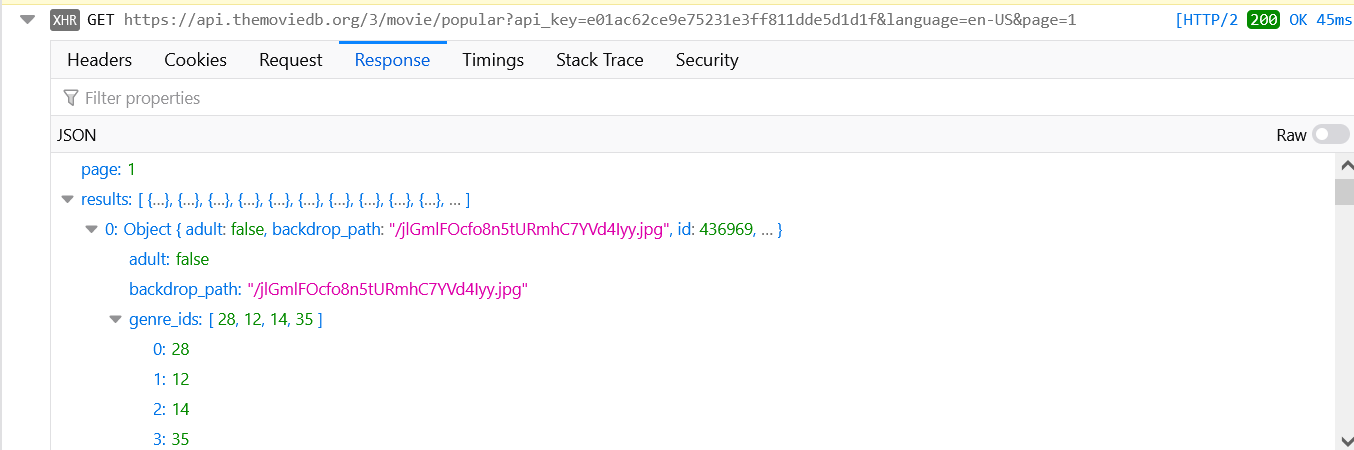 XHR GET https://api.themoviedb.org/3/movie/popular?api_key=e01ac62ce9e75231e3ff811dde5d1d1f&language=en-US&page=1 [HTTP/2 200 OK 45ms
Headers Cookies Request Response Timings Stack Trace Security
Filter properties
JSON Raw
page: 1
results: [ {…}, {…}, {…}, {…}, {…}, {…}, {…}, {…}, {…}, {…}, … ]
0: Object { adult: false, backdrop_path: "/jlGmlFOcfo8n5tURmhC7YVd4Iyy.jpg", id: 436969, … }
adult: false
backdrop_path: "/jlGmlFOcfo8n5tURmhC7YVd4Iyy.jpg"
genre_ids: [ 28, 12, 14, 35 ]
0: 28
1: 12
2: 14
3: 35